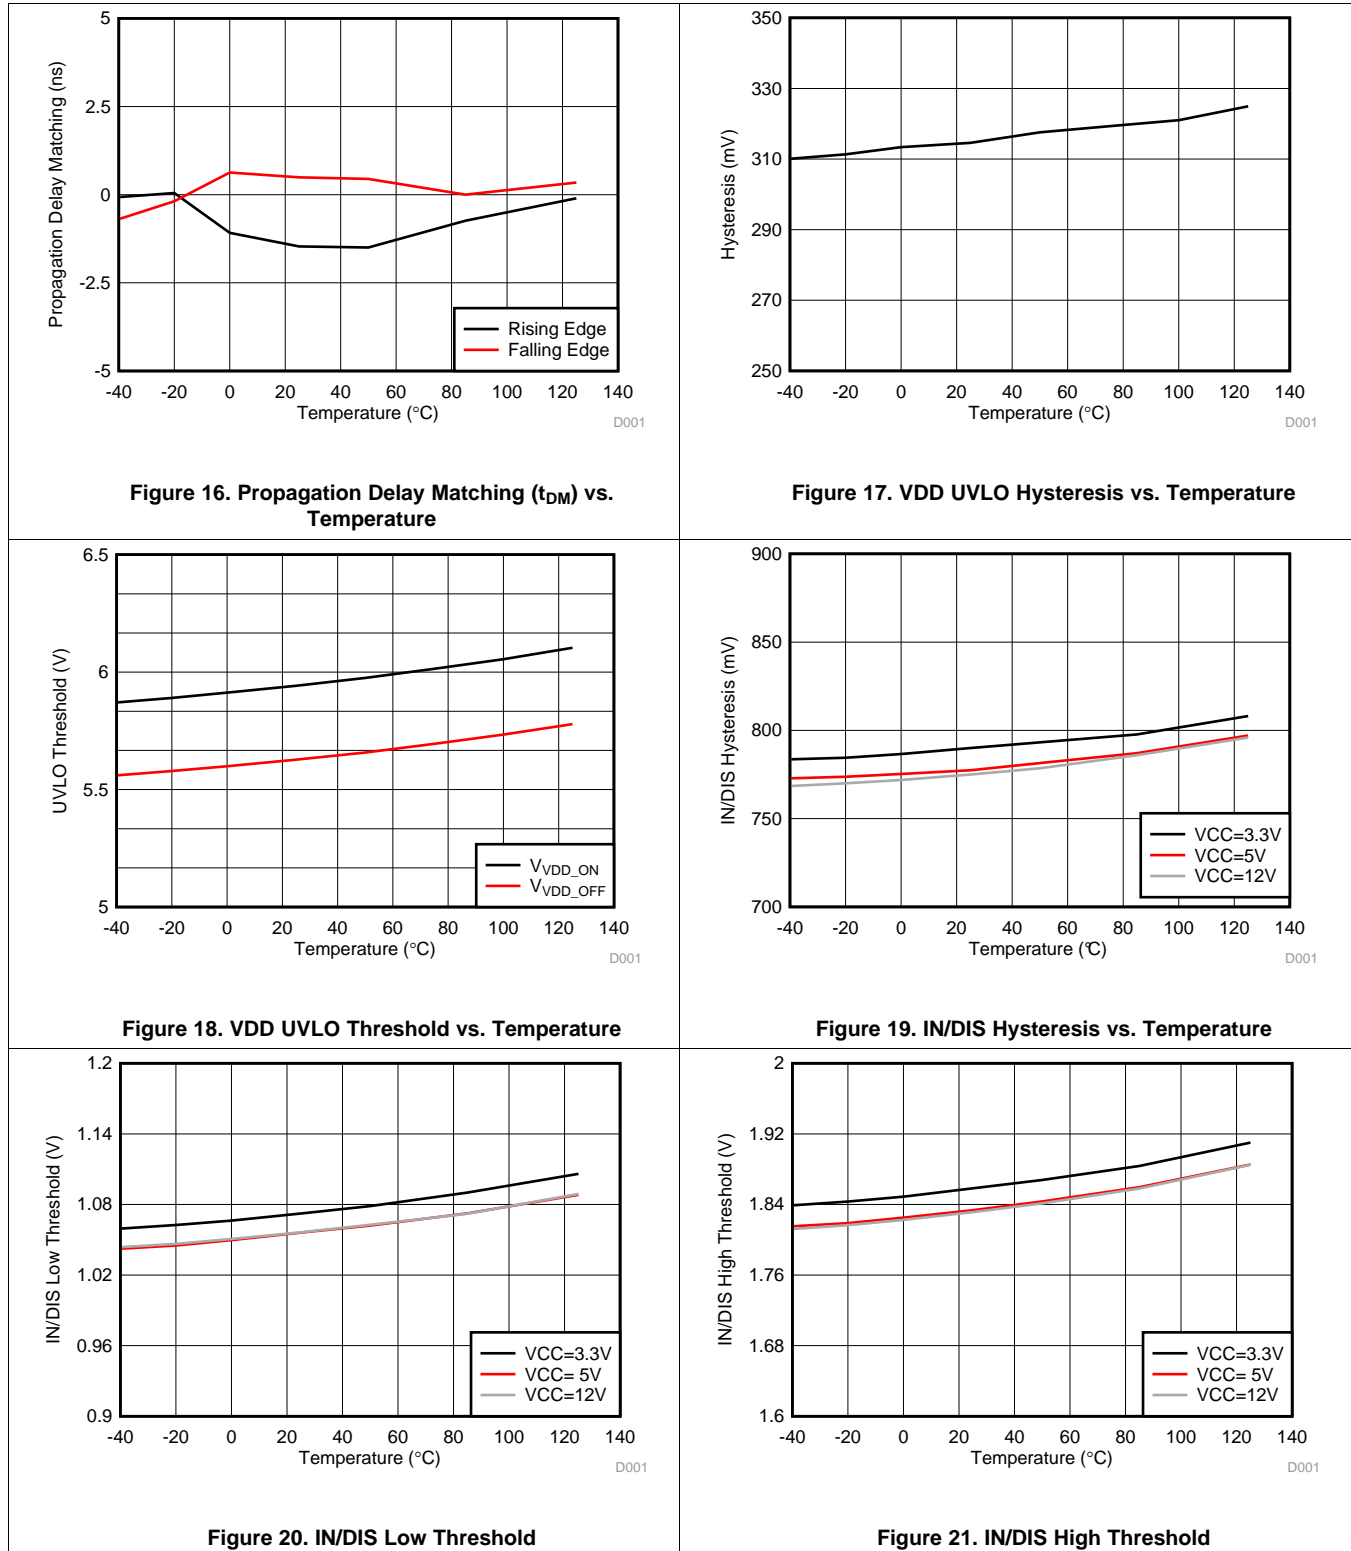 5
2.5
0
-2.5
-5
Propagation Delay Matching (ns)
Rising Edge
Falling Edge
-40 -20 0 20 40 60 80 100 120 140
Temperature (°C)
D001
Figure 16. Propagation Delay Matching (tDM) vs.
Temperature
350
330
310
290
270
250
Hysteresis (mV)
-40 -20 0 20 40 60 80 100 120 140
Temperature (°C)
D001
Figure 17. VDD UVLO Hysteresis vs. Temperature
6.5
6
5.5
5
UVLO Threshold (V)
VVDD_ON
VVDD_OFF
-40 -20 0 20 40 60 80 100 120 140
Temperature (°C)
D001
Figure 18. VDD UVLO Threshold vs. Temperature
900
850
800
750
700
IN/DIS Hysteresis (mV)
VCC=3.3V
VCC=5V
VCC=12V
-40 -20 0 20 40 60 80 100 120 140
Temperature (°C)
D001
Figure 19. IN/DIS Hysteresis vs. Temperature
1.2
1.14
1.08
1.02
0.96
0.9
IN/DIS Low Threshold (V)
VCC=3.3V
VCC= 5V
VCC=12V
-40 -20 0 20 40 60 80 100 120 140
Temperature (°C)
D001
Figure 20. IN/DIS Low Threshold
2
1.92
1.84
1.76
1.68
1.6
IN/DIS High Threshold (V)
VCC=3.3V
VCC= 5V
VCC=12V
-40 -20 0 20 40 60 80 100 120 140
Temperature (°C)
D001
Figure 21. IN/DIS High Threshold